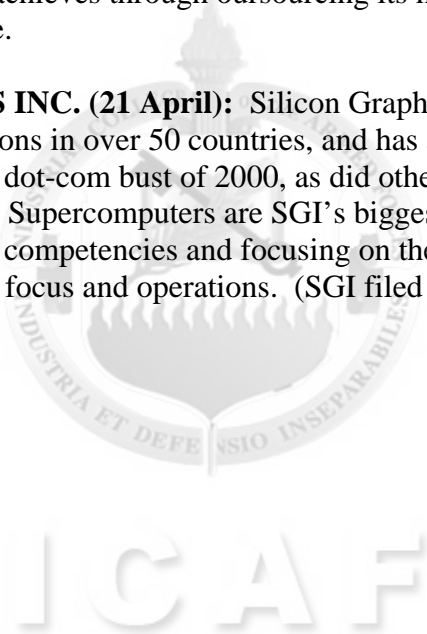 achieves through oursourcing its
e.
S INC. (21 April): Silicon Graph
ons in over 50 countries, and has
dot-com bust of 2000, as did othe
Supercomputers are SGI’s bigges
competencies and focusing on the
focus and operations. (SGI filed
INDUSTRIA ET DEFENSIO INSEPARABILES
ICAF